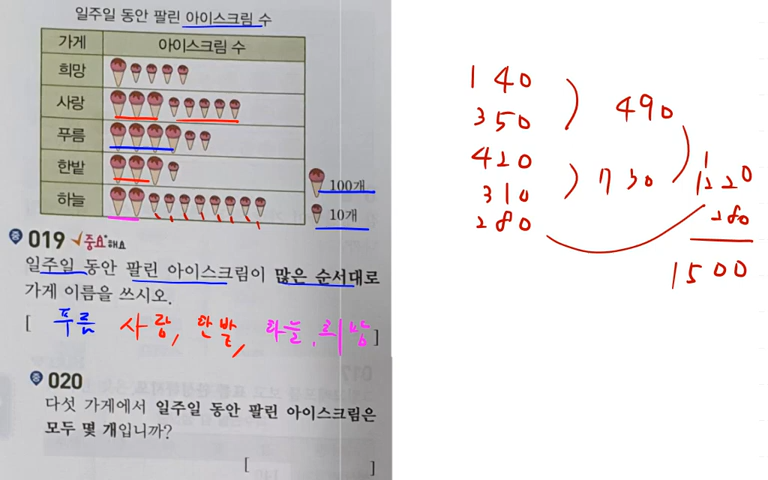 일주일 동안 팔린 아이스크림 수
가게 아이스크림 수
희망
사랑
푸름
한밭
하늘
100개
10개
019 중요해요
일주일 동안 팔린 아이스크림이 많은 순서대로
가게 이름을 쓰시오.
[ 푸름 사랑, 한밭, 하늘, 희망 ]
020
다섯 가게에서 일주일 동안 팔린 아이스크림은
모두 몇 개입니까?
[ ]
140
350
490
420
310
730
280
1
1220
280
1500